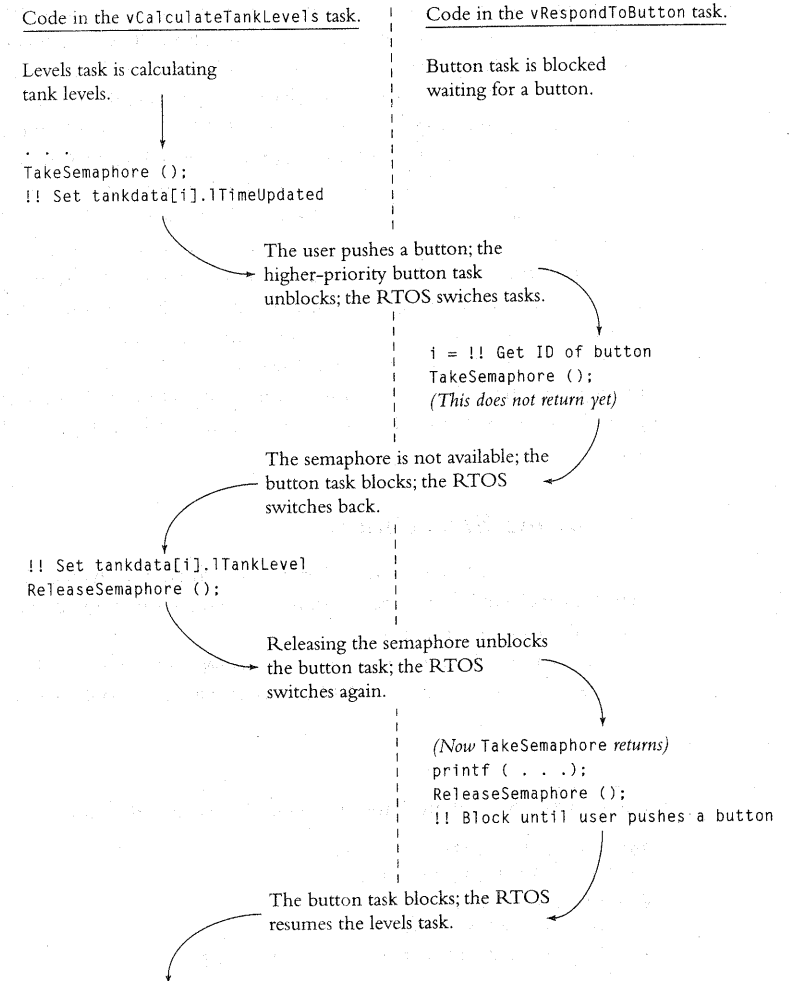 Code in the vCalculateTankLevels task.
Code in the vRespondToButton task.
Levels task is calculating
tank levels.
Button task is blocked
waiting for a button.
. . .
TakeSemaphore ();
!! Set tankdata[i].lTimeUpdated
The user pushes a button; the
higher-priority button task
unblocks; the RTOS swiches tasks.
i = !! Get ID of button
TakeSemaphore ();
(This does not return yet)
The semaphore is not available; the
button task blocks; the RTOS
switches back.
!! Set tankdata[i].lTankLevel
ReleaseSemaphore ();
Releasing the semaphore unblocks
the button task; the RTOS
switches again.
(Now TakeSemaphore returns)
printf ( . . .);
ReleaseSemaphore ();
!! Block until user pushes a button
The button task blocks; the RTOS
resumes the levels task.